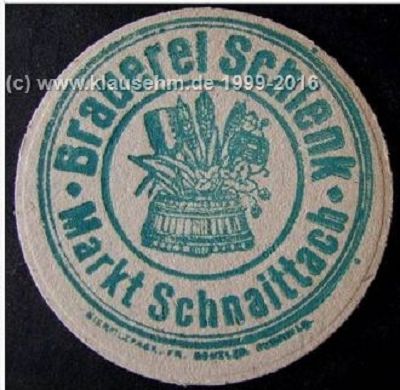 Brauerei Schenk
(c) www.klausehm.de 1999-2016
Markt Schnaittach